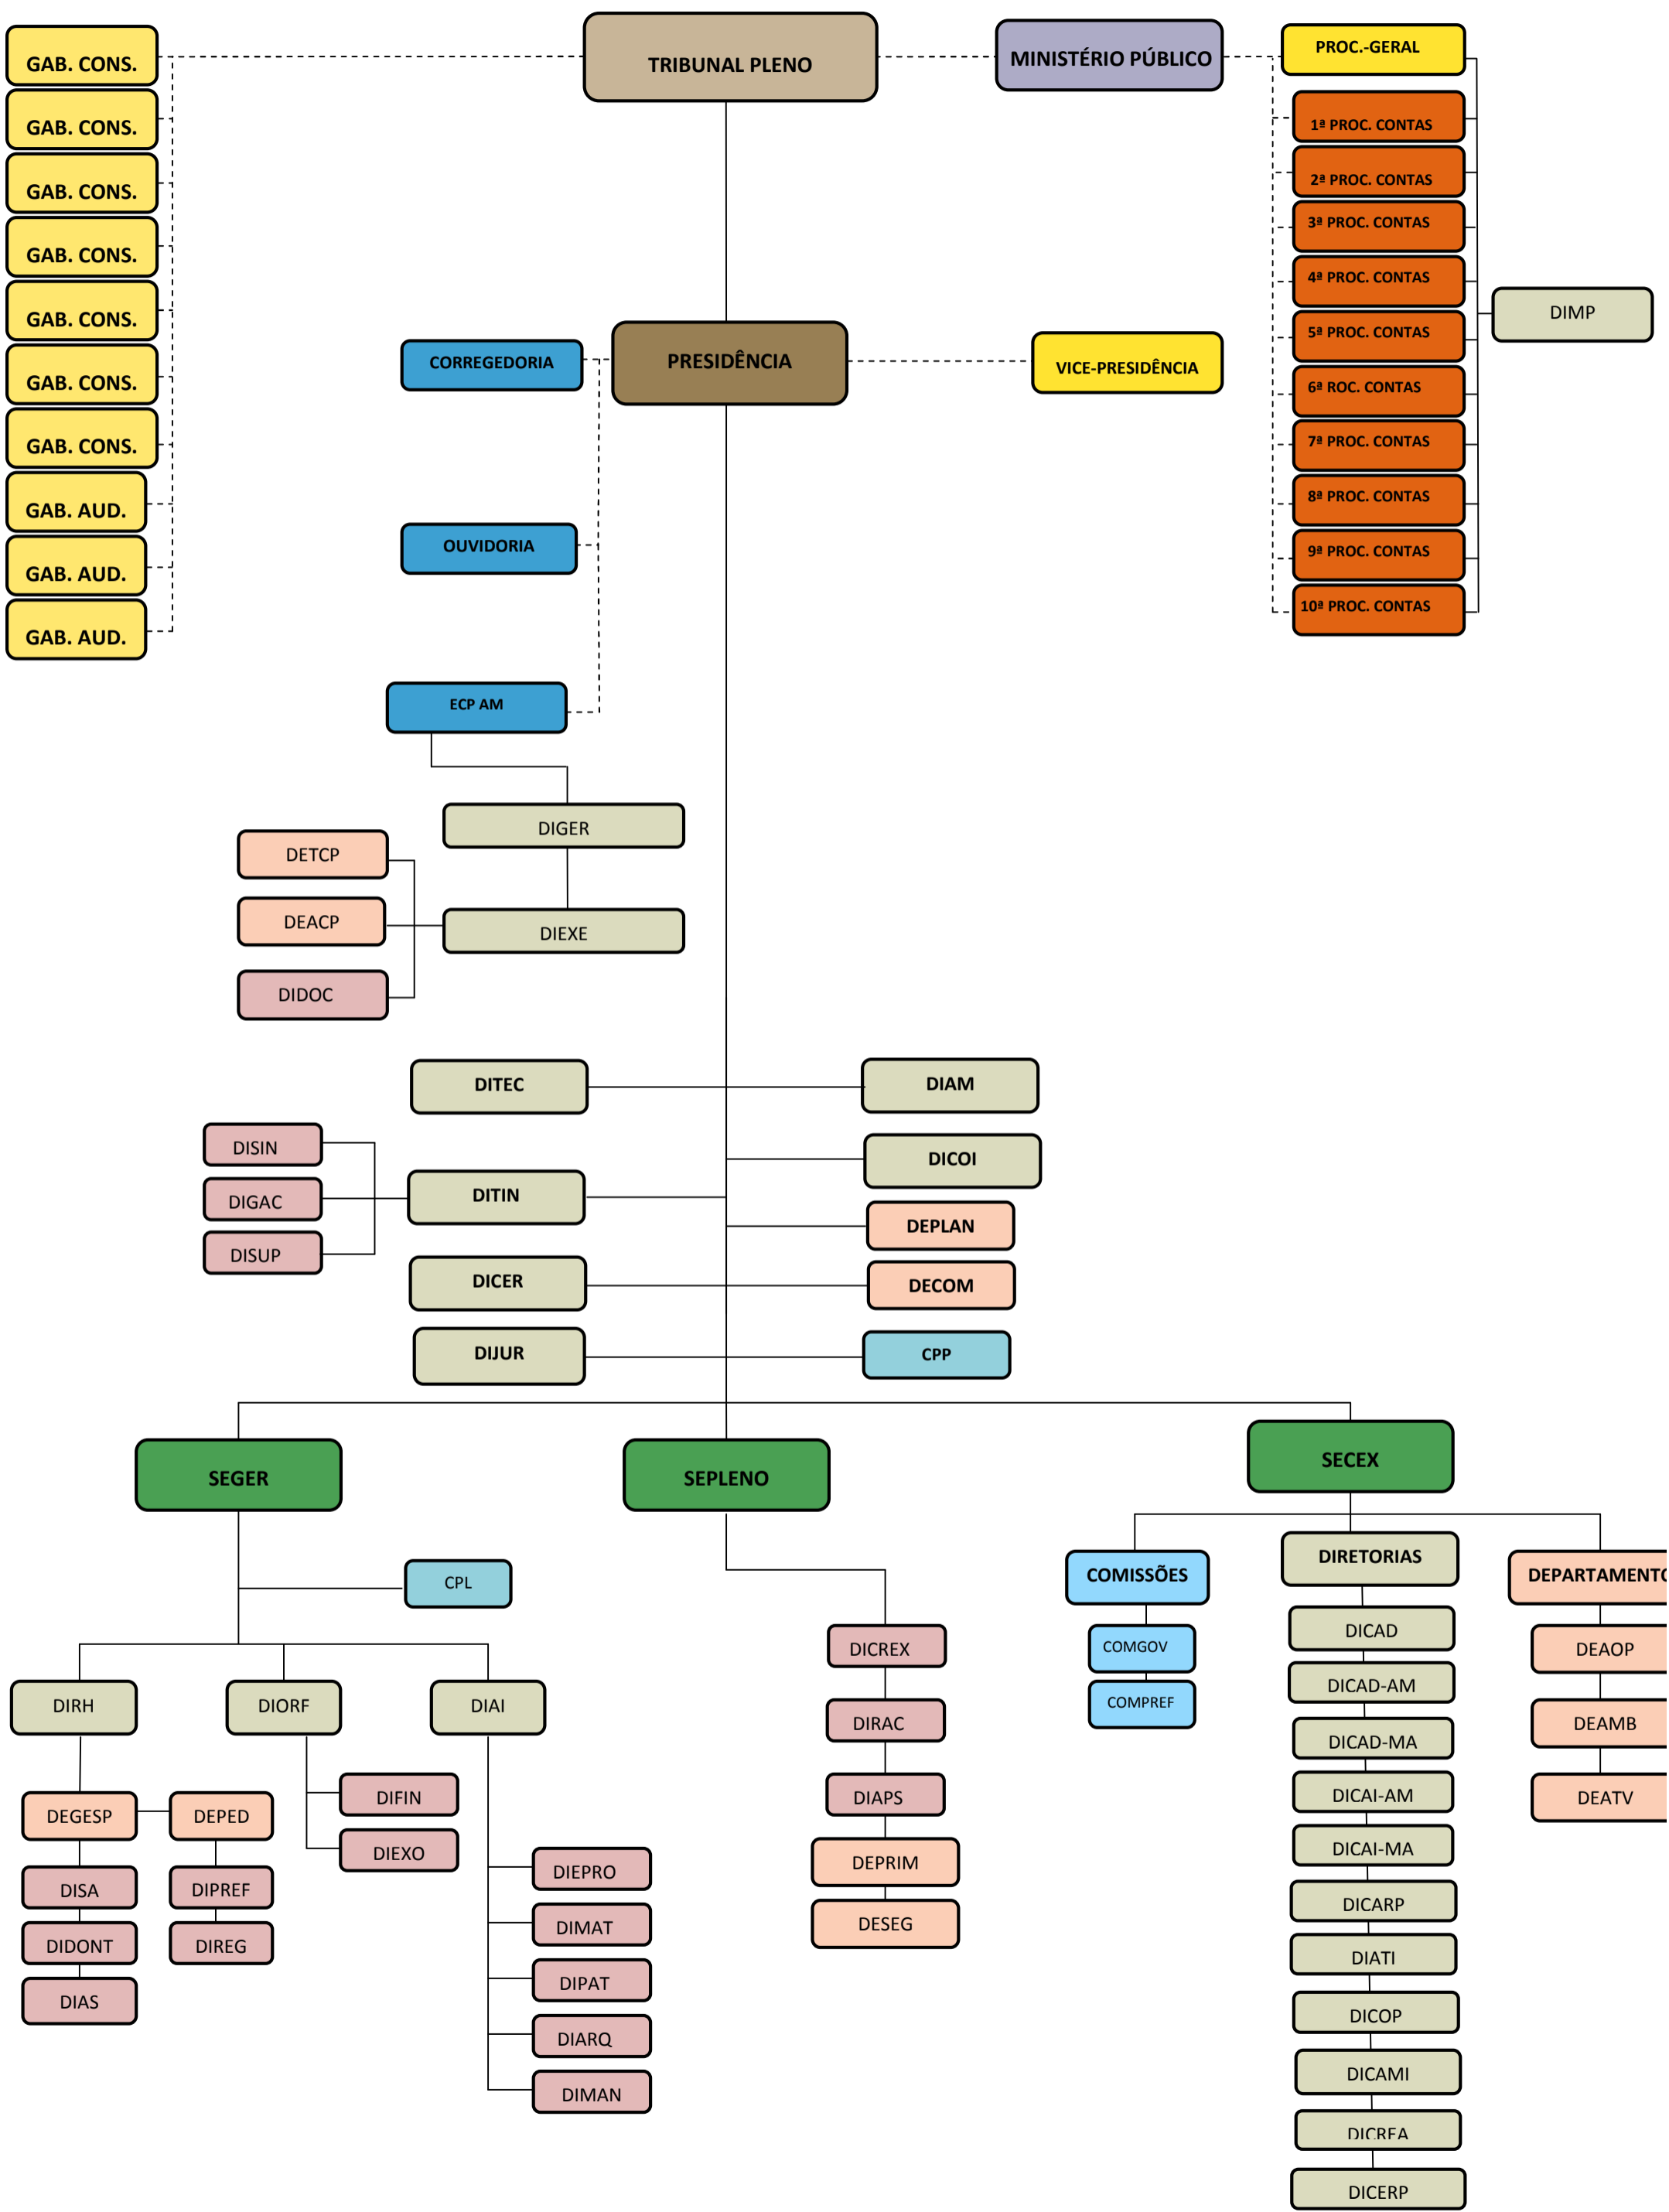 TRIBUNAL PLENO
MINISTÉRIO PÚBLICO
PROC.-GERAL
GAB. CONS.
GAB. CONS.
GAB. CONS.
GAB. CONS.
GAB. CONS.
GAB. CONS.
GAB. CONS.
GAB. AUD.
GAB. AUD.
GAB. AUD.
1ª PROC. CONTAS
2ª PROC. CONTAS
3ª PROC. CONTAS
4ª PROC. CONTAS
5ª PROC. CONTAS
6ª ROC. CONTAS
7ª PROC. CONTAS
8ª PROC. CONTAS
9ª PROC. CONTAS
10ª PROC. CONTAS
DIMP
CORREGEDORIA
PRESIDÊNCIA
VICE-PRESIDÊNCIA
OUVIDORIA
ECP AM
DIGER
DETCP
DEACP
DIEXE
DIDOC
DITEC
DIAM
DISIN
DIGAC
DISUP
DITIN
DICOI
DEPLAN
DICER
DECOM
DIJUR
CPP
SEGER
SEPLENO
SECEX
CPL
DIRH
DIORF
DIAI
DEGESP
DEPED
DISA
DIPREF
DIDONT
DIREG
DIAS
DIFIN
DIEXO
DIEPRO
DIMAT
DIPAT
DIARQ
DIMAN
DICREX
DIRAC
DIAPS
DEPRIM
DESEG
COMISSÕES
COMGOV
COMPREF
DIRETORIAS
DICAD
DICAD-AM
DICAD-MA
DICAI-AM
DICAI-MA
DICARP
DIATI
DICOP
DICAMI
DICREA
DICERP
DEPARTAMENTO
DEAOP
DEAMB
DEATV